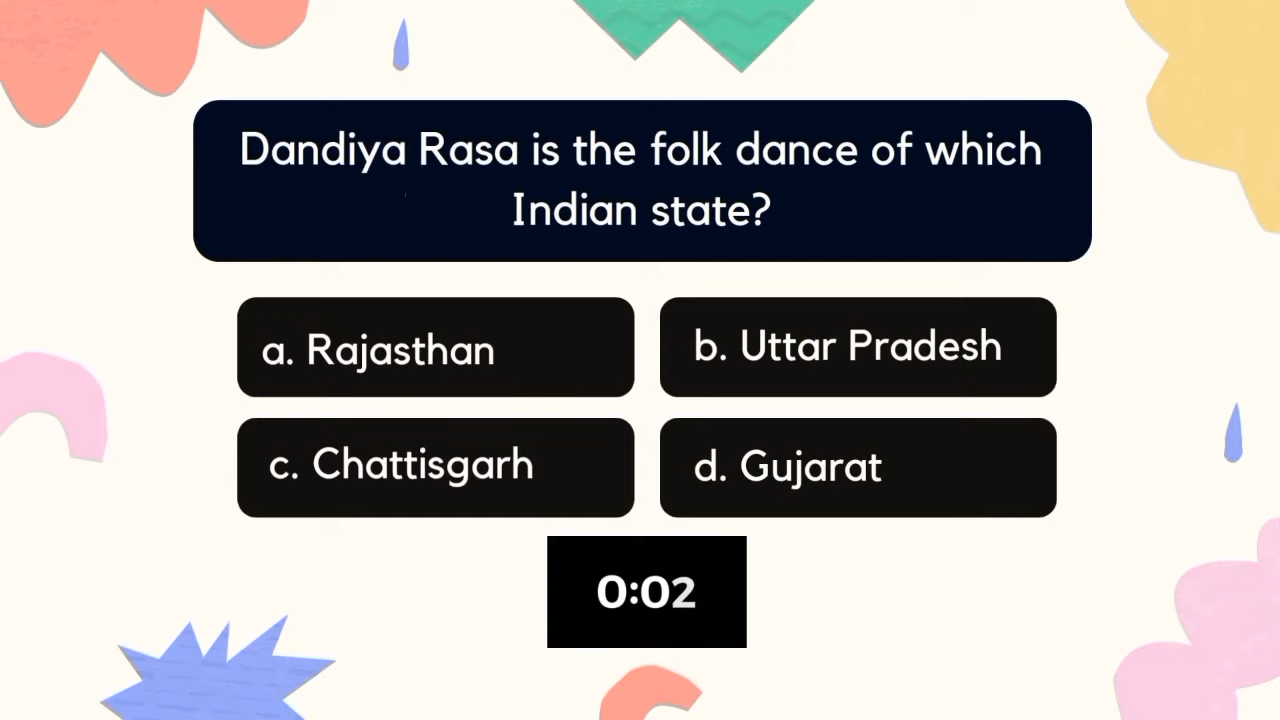 Dandiya Rasa is the folk dance of which
Indian state?
a. Rajasthan
b. Uttar Pradesh
c. Chattisgarh
d. Gujarat
0:02